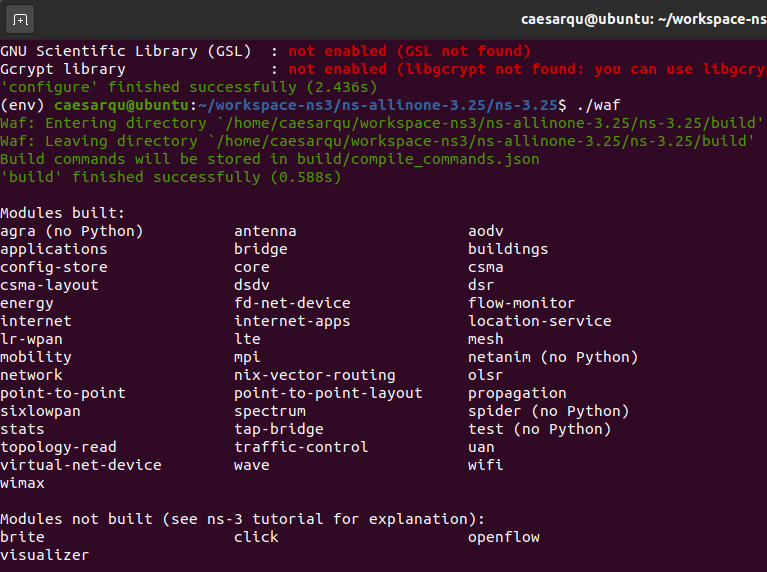 caesarqu@ubuntu: ~/workspace-ns
GNU Scientific Library (GSL)  : not enabled (GSL not found)
Gcrypt library                : not enabled (libgcrypt not found: you can use libgcry
'configure' finished successfully (2.436s)
(env) caesarqu@ubuntu:~/workspace-ns3/ns-allinone-3.25/ns-3.25$ ./waf
Waf: Entering directory `/home/caesarqu/workspace-ns3/ns-allinone-3.25/ns-3.25/build'
Waf: Leaving directory `/home/caesarqu/workspace-ns3/ns-allinone-3.25/ns-3.25/build'
Build commands will be stored in build/compile_commands.json
'build' finished successfully (0.588s)
Modules built:
agra (no Python)          antenna                   aodv
applications              bridge                    buildings
config-store              core                      csma
csma-layout               dsdv                      dsr
energy                    fd-net-device             flow-monitor
internet                  internet-apps             location-service
lr-wpan                   lte                       mesh
mobility                  mpi                       netanim (no Python)
network                   nix-vector-routing        olsr
point-to-point            point-to-point-layout     propagation
sixlowpan                 spectrum                  spider (no Python)
stats                     tap-bridge                test (no Python)
topology-read             traffic-control           uan
virtual-net-device        wave                      wifi
wimax
Modules not built (see ns-3 tutorial for explanation):
brite                     click                     openflow
visualizer